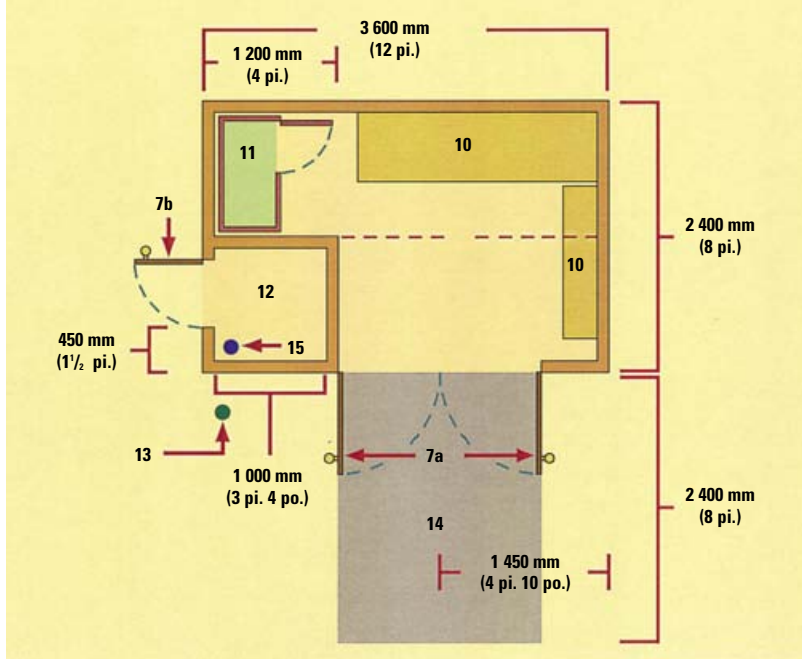 3 600 mm
(12 pi.)
1 200 mm
(4 pi.)
11
10
7b
2 400 mm
(8 pi.)
12
10
450 mm
(1 1/2 pi.)
15
13
1 000 mm
(3 pi. 4 po.)
7a
14
2 400 mm
(8 pi.)
1 450 mm
(4 pi. 10 po.)